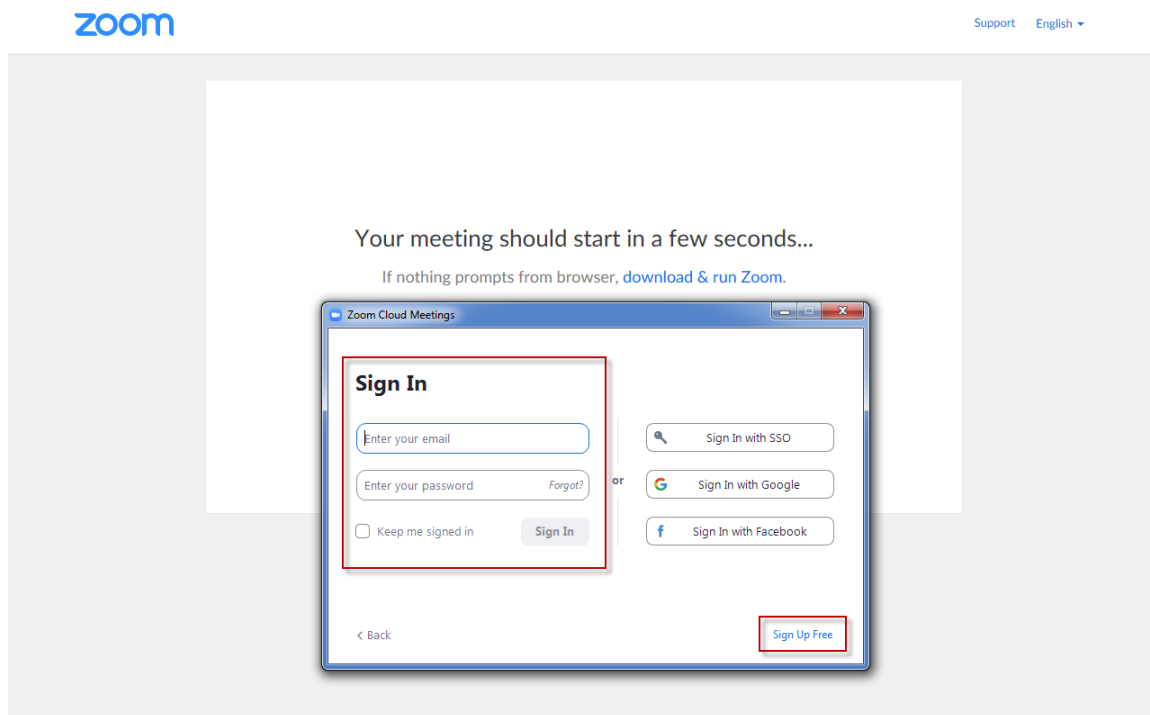 zoom
Support English
Your meeting should start in a few seconds...
If nothing prompts from browser, download & run Zoom.
Zoom Cloud Meetings
Sign In
Enter your email
Enter your password Forgot?
Keep me signed in Sign In
or
Sign In with SSO
Sign In with Google
Sign In with Facebook
< Back
Sign Up Free